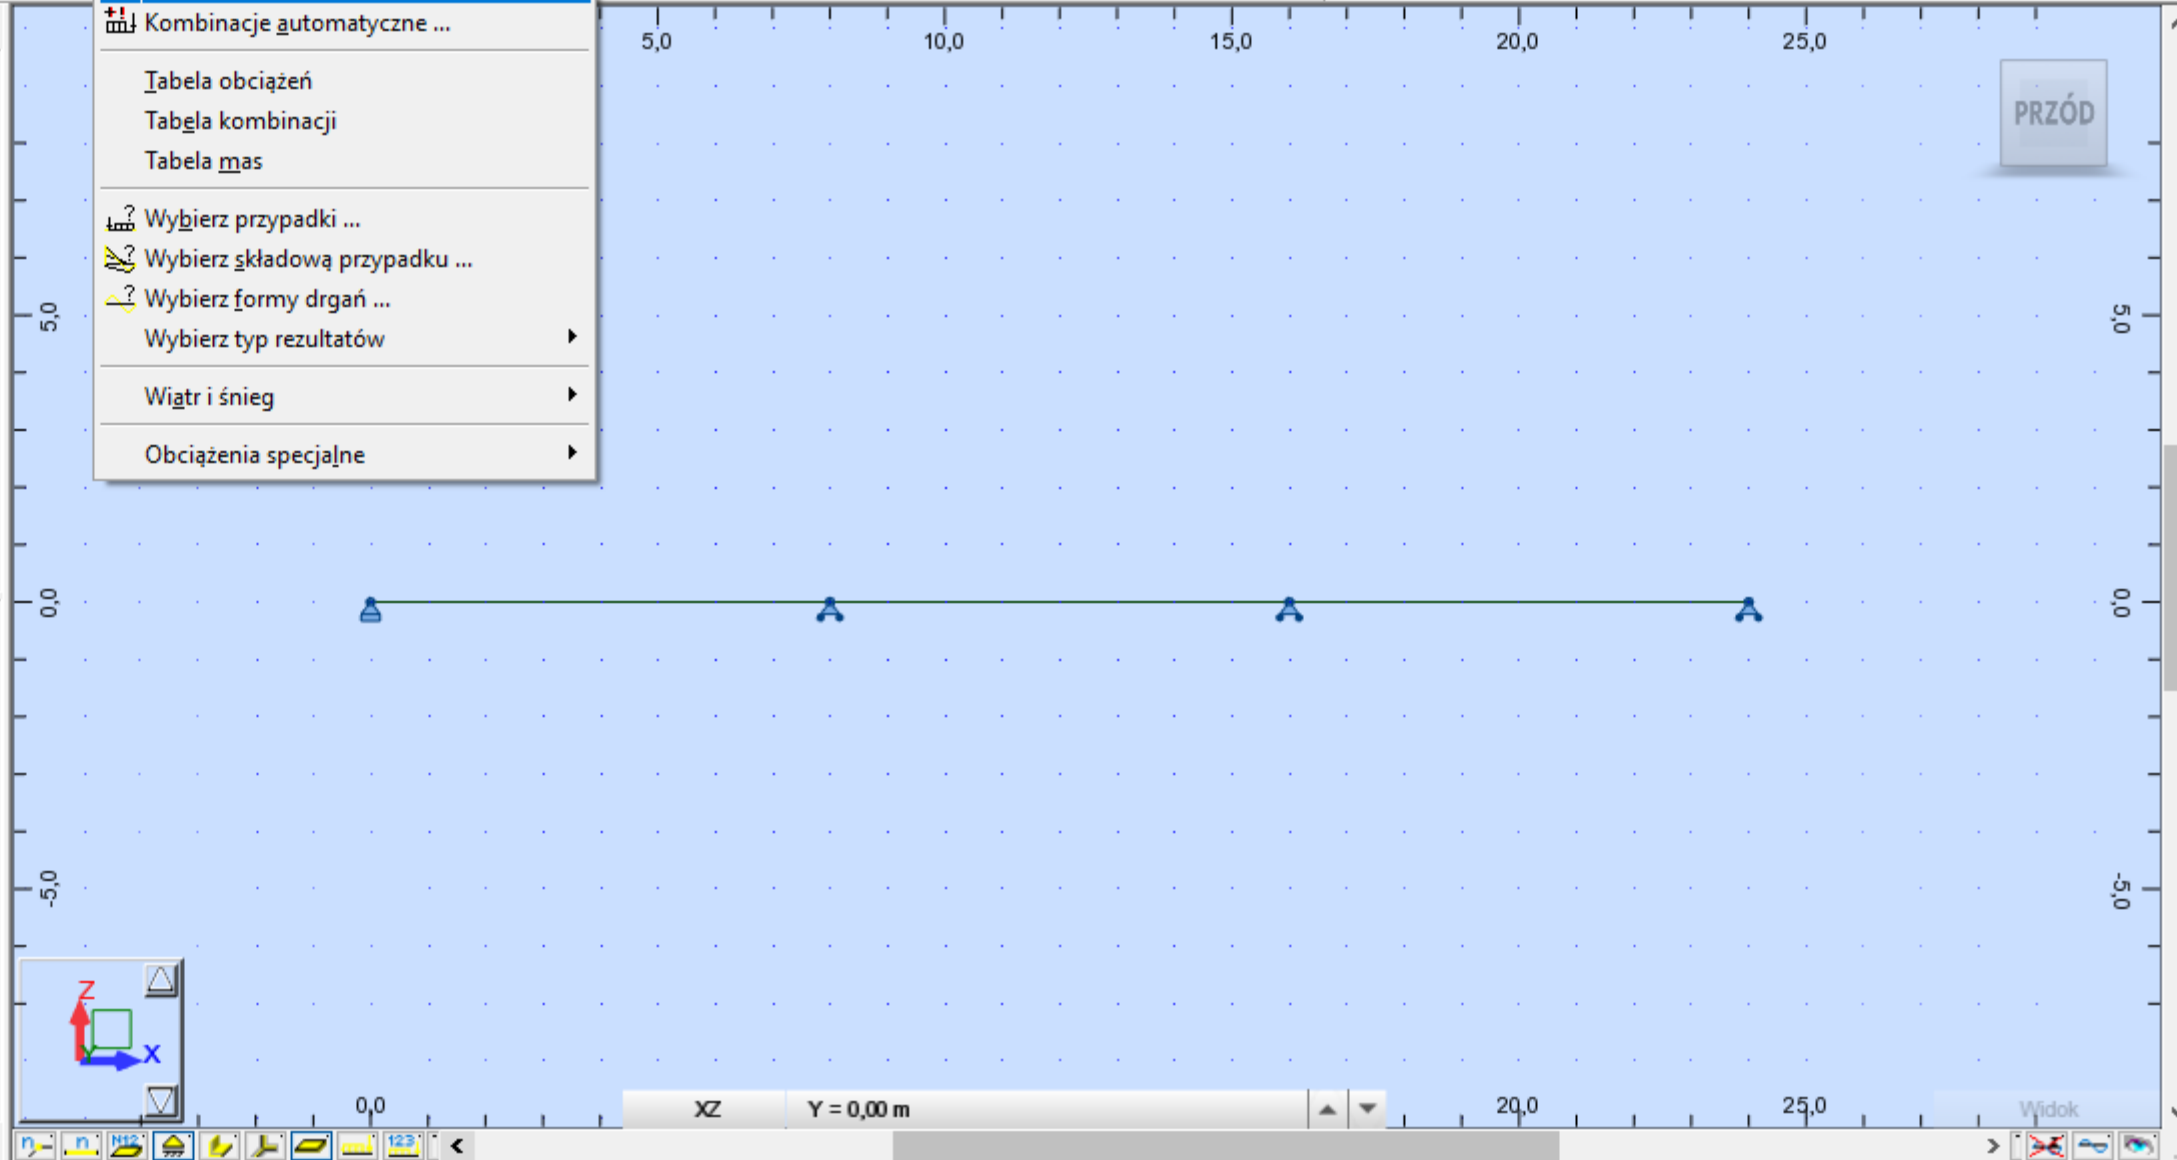 Kombinacje automatyczne ...
Tabela obciążeń
Tabela kombinacji
Tabela mas
Wybierz przypadki ...
Wybierz składową przypadku ...
Wybierz formy drgań ...
Wybierz typ rezultatów
Wiatr i śnieg
Obciążenia specjalne
5,0 10,0 15,0 20,0 25,0
PRZÓD
5,0 5,0
0,0 0,0
-5,0 -5,0
Z
Y
X
0,0 XZ Y = 0,00 m 20,0 25,0 Widok
n n N12 123